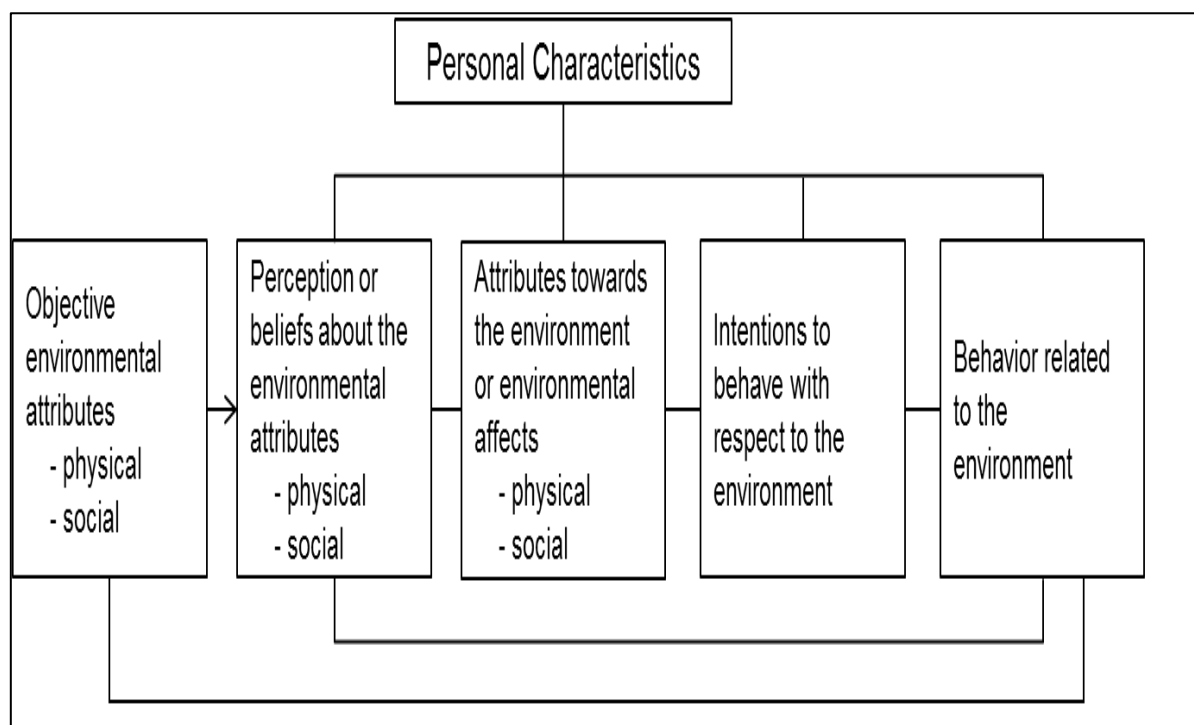 Personal Characteristics
Objective
environmental
attributes
- physical
- social
Perception or
beliefs about the
environmental
attributes
- physical
- social
Attributes towards
the environment
or environmental
affects
- physical
- social
Intentions to
behave with
respect to the
environment
Behavior related
to the
environment